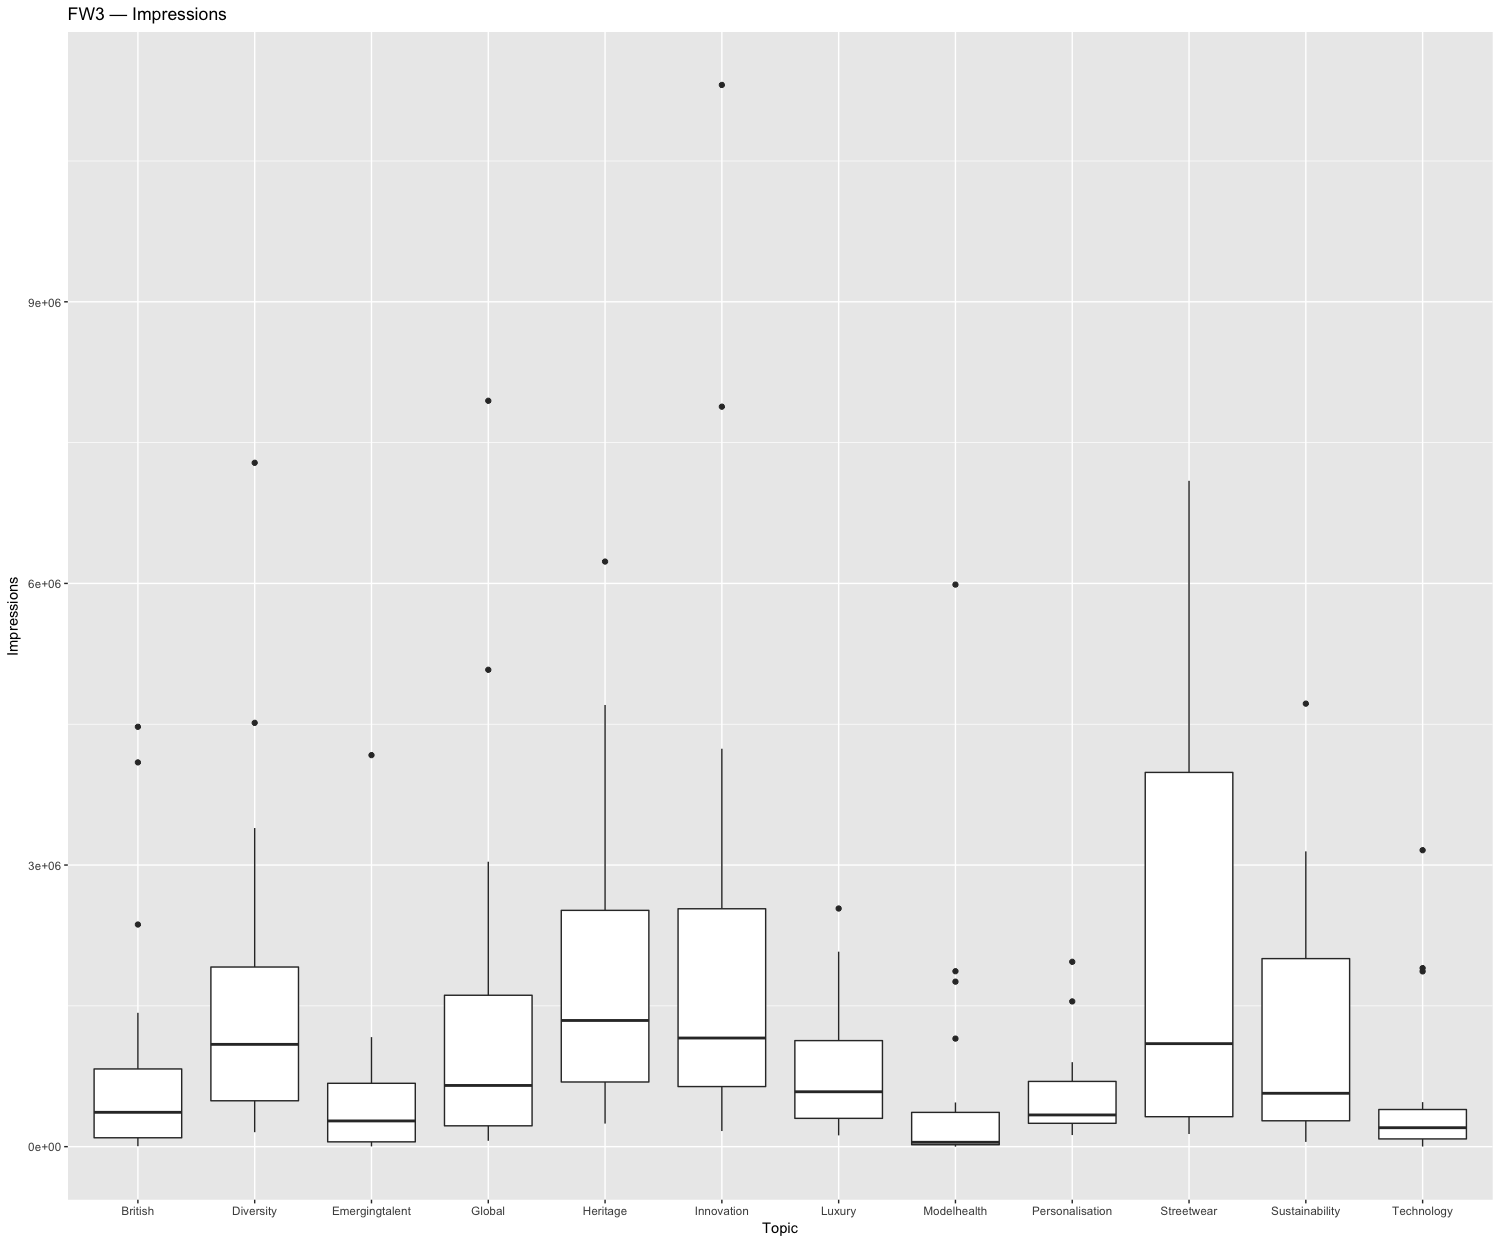 FW3 — Impressions
Impressions
9e+06
6e+06
3e+06
0e+00
British Diversity Emergingtalent Global Heritage Innovation Luxury Modelhealth Personalisation Streetwear Sustainability Technology
Topic